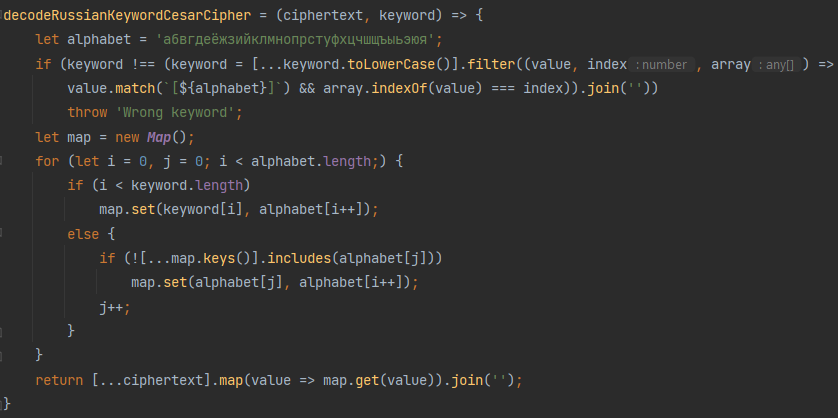 decodeRussianKeywordCesarCipher = (ciphertext, keyword) => {
    let alphabet = 'абвгдеёжзийклмнопрстуфхцчшщъыьэюя';
    if (keyword !== (keyword = [...keyword.toLowerCase()].filter((value, index : number , array : any[] ) =>
        value.match(`[${alphabet}]`) && array.indexOf(value) === index)).join(''))
        throw 'Wrong keyword';
    let map = new Map();
    for (let i = 0, j = 0; i < alphabet.length;) {
        if (i < keyword.length)
            map.set(keyword[i], alphabet[i++]);
        else {
            if (![...map.keys()].includes(alphabet[j]))
                map.set(alphabet[j], alphabet[i++]);
            j++;
        }
    }
    return [...ciphertext].map(value => map.get(value)).join('');
}